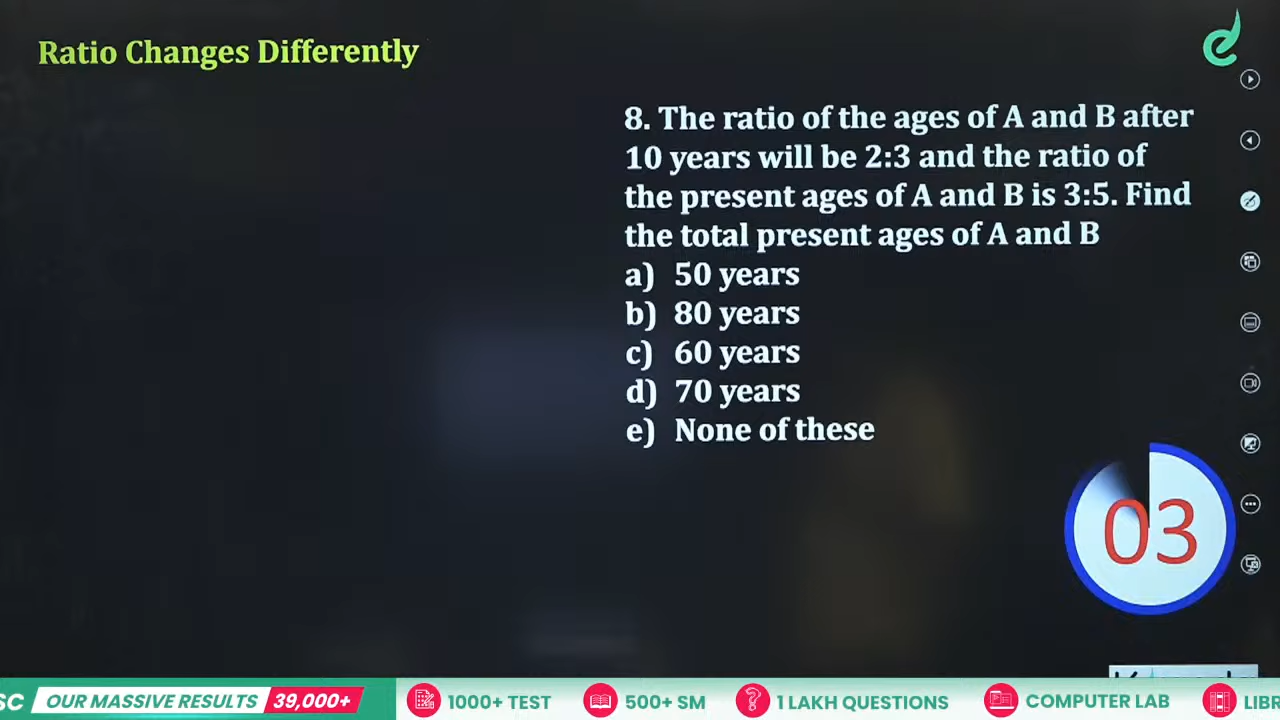 Ratio Changes Differently
8. The ratio of the ages of A and B after
10 years will be 2:3 and the ratio of
the present ages of A and B is 3:5. Find
the total present ages of A and B
a) 50 years
b) 80 years
c) 60 years
d) 70 years
e) None of these
03
SC OUR MASSIVE RESULTS 39,000+ 1000+ TEST 500+ SM 1 LAKH QUESTIONS COMPUTER LAB LIBR